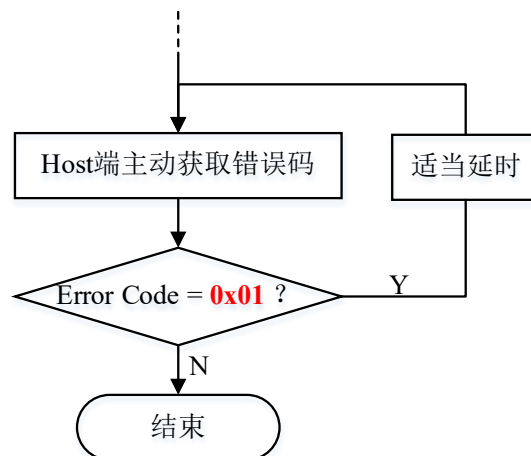 Host端主动获取错误码
适当延时
Error Code = 0x01 ？
Y
N
结束